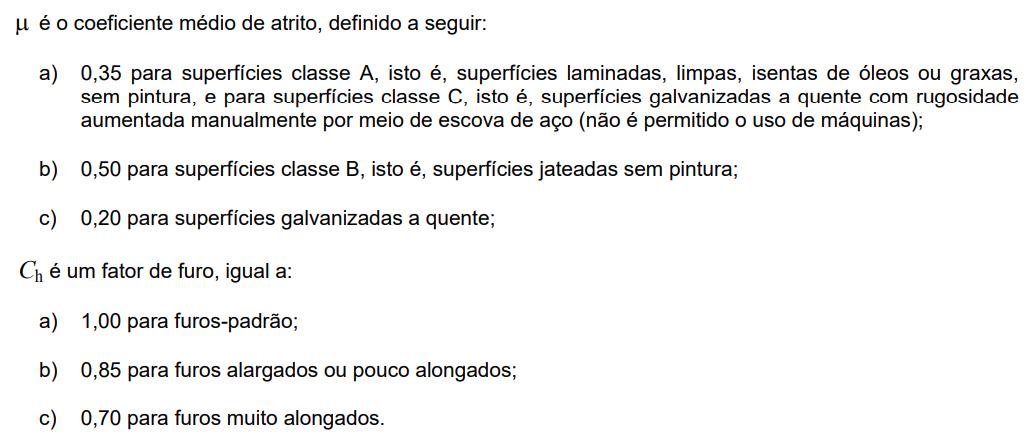 μ é o coeficiente médio de atrito, definido a seguir:
a) 0,35 para superfícies classe A, isto é, superfícies laminadas, limpas, isentas de óleos ou graxas,
sem pintura, e para superfícies classe C, isto é, superfícies galvanizadas a quente com rugosidade
aumentada manualmente por meio de escova de aço (não é permitido o uso de máquinas);
b) 0,50 para superfícies classe B, isto é, superfícies jateadas sem pintura;
c) 0,20 para superfícies galvanizadas a quente;
Ch é um fator de furo, igual a:
a) 1,00 para furos-padrão;
b) 0,85 para furos alargados ou pouco alongados;
c) 0,70 para furos muito alongados.